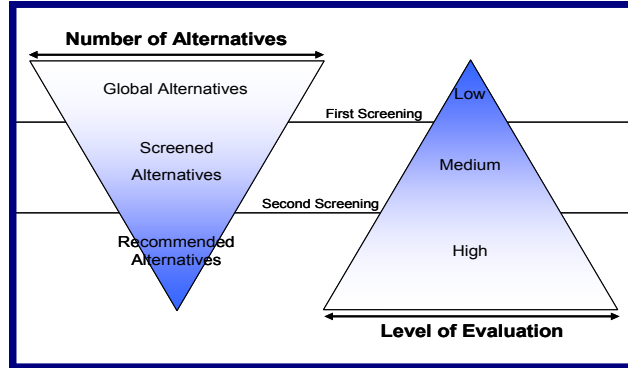 Number of Alternatives
Global Alternatives
Low
First Screening
Screened
Alternatives
Medium
Second Screening
Recommended
Alternatives
High
Level of Evaluation